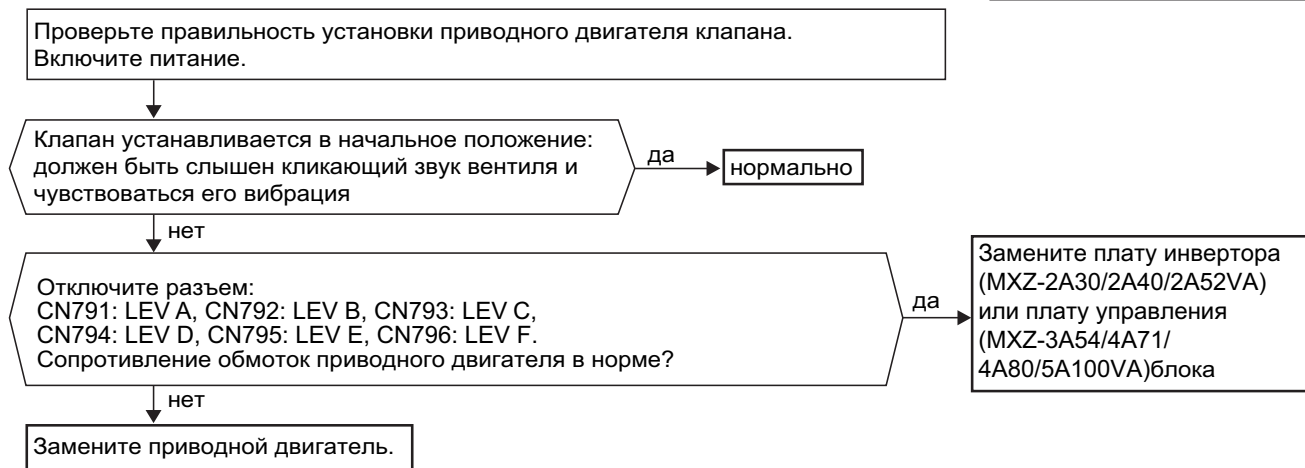 Проверьте правильность установки приводного двигателя клапана.
Включите питание.
Клапан устанавливается в начальное положение:
должен быть слышен кликающий звук вентиля и
чувствоваться его вибрация
да
нормально
нет
Отключите разъем:
CN791: LEV A, CN792: LEV B, CN793: LEV C,
CN794: LEV D, CN795: LEV E, CN796: LEV F.
Сопротивление обмоток приводного двигателя в норме?
да
Замените плату инвертора
(MXZ-2A30/2A40/2A52VA)
или плату управления
(MXZ-3A54/4A71/
4A80/5A100VA)блока
нет
Замените приводной двигатель.